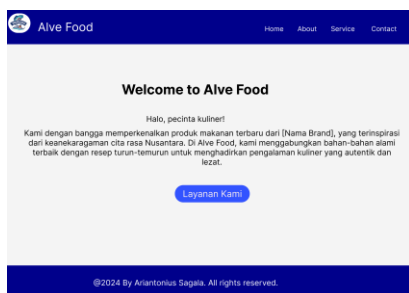 Alve Food
Home About Service Contact
Welcome to Alve Food
Halo, pecinta kuliner!
Kami dengan bangga memperkenalkan produk makanan terbaru dari [Nama Brand], yang terinspirasi
dari keanekaragaman cita rasa Nusantara. Di Alve Food, kami menggabungkan bahan-bahan alami
terbaik dengan resep turun-temurun untuk menghadirkan pengalaman kuliner yang autentik dan
lezat.
Layanan Kami
@2024 By Ariantonius Sagala. All rights reserved.